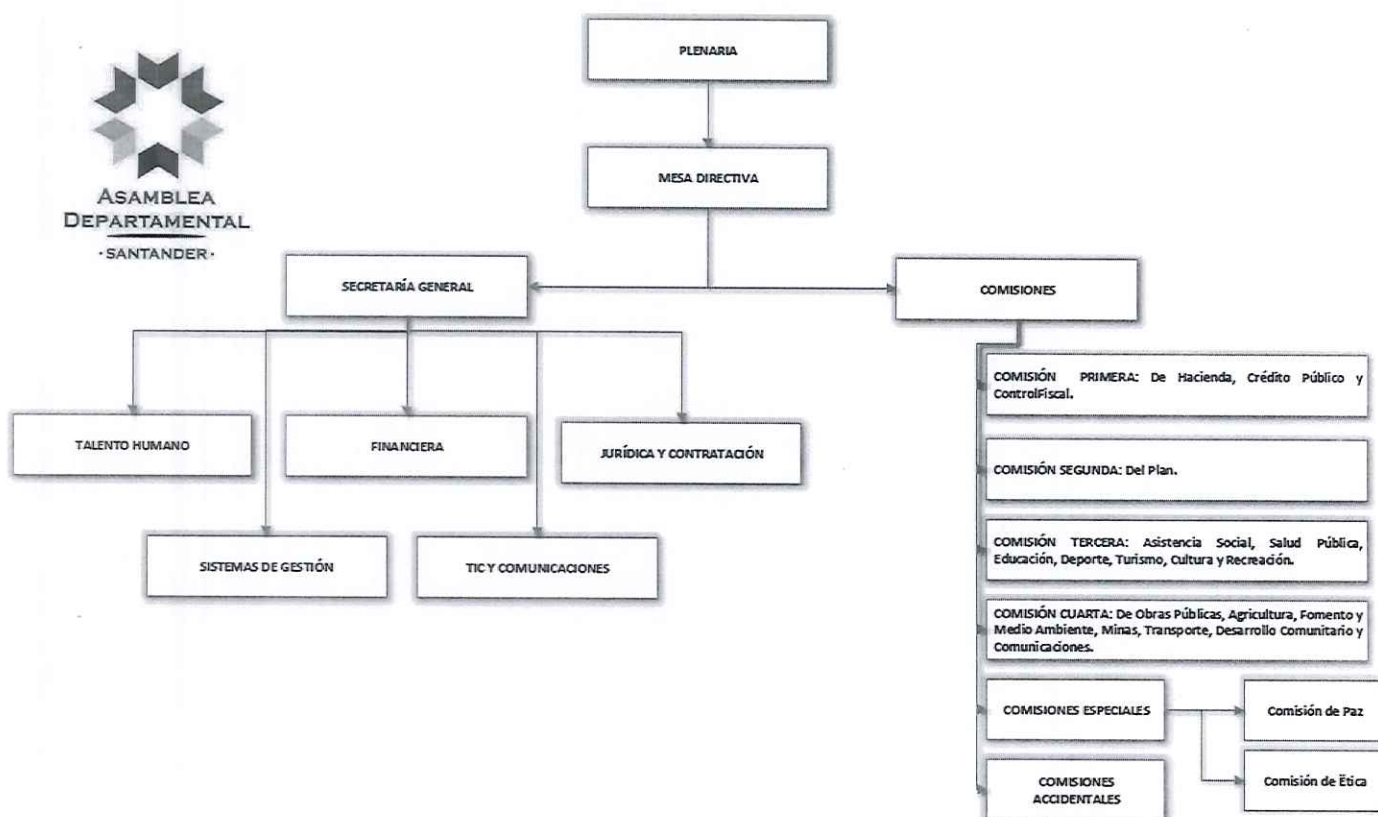 ASAMBLEA
DEPARTAMENTAL
·SANTANDER·
PLENARIA
MESA DIRECTIVA
SECRETARÍA GENERAL
COMISIONES
TALENTO HUMANO
FINANCIERA
JURÍDICA Y CONTRATACIÓN
SISTEMAS DE GESTIÓN
TIC Y COMUNICACIONES
COMISIÓN PRIMERA: De Hacienda, Crédito Público y
ControlFiscal.
COMISIÓN SEGUNDA: Del Plan.
COMISIÓN TERCERA: Asistencia Social, Salud Pública,
Educación, Deporte, Turismo, Cultura y Recreación.
COMISIÓN CUARTA: De Obras Públicas, Agricultura, Fomento y
Medio Ambiente, Minas, Transporte, Desarrollo Comunitario y
Comunicaciones.
COMISIONES ESPECIALES
Comisión de Paz
Comisión de Ëtica
COMISIONES
ACCIDENTALES